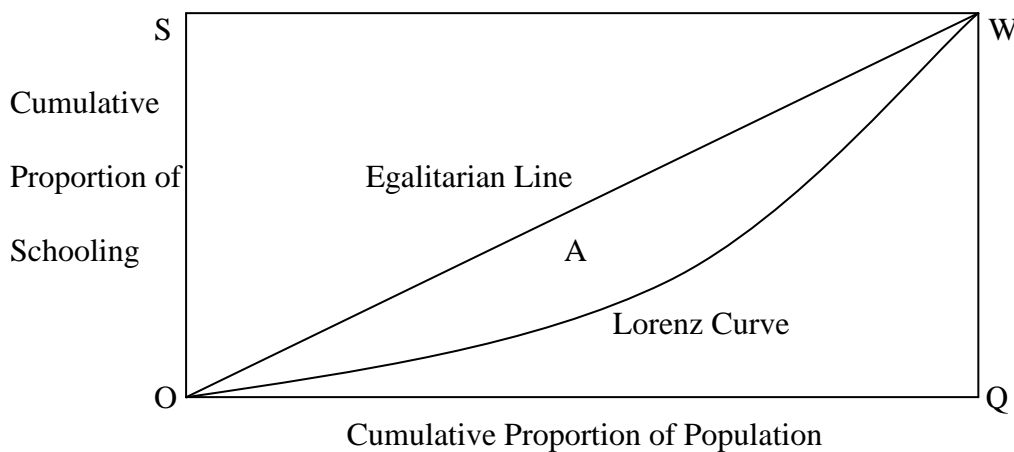 S
W
Cumulative
Proportion of
Egalitarian Line
Schooling
A
Lorenz Curve
O
Q
Cumulative Proportion of Population